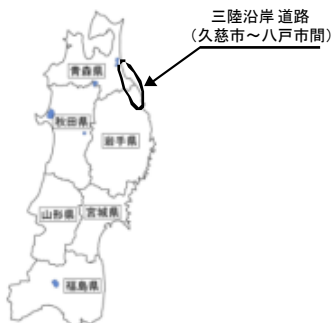 三陸沿岸 道路
（久慈市～八戸市間）
青森県
秋田県
岩手県
山形県
宮城県
福島県